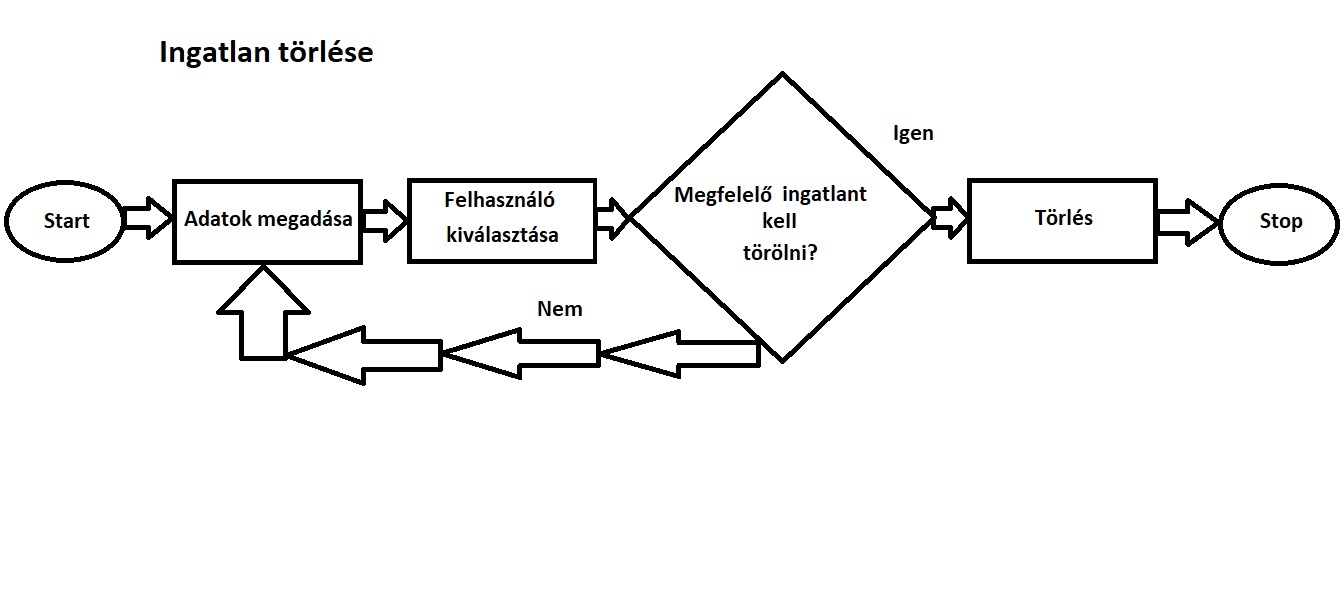 Ingatlan törlése
Start
Adatok megadása
Felhasználó
kiválasztása
Megfelelő ingatlant
kell
törölni?
Igen
Törlés
Stop
Nem